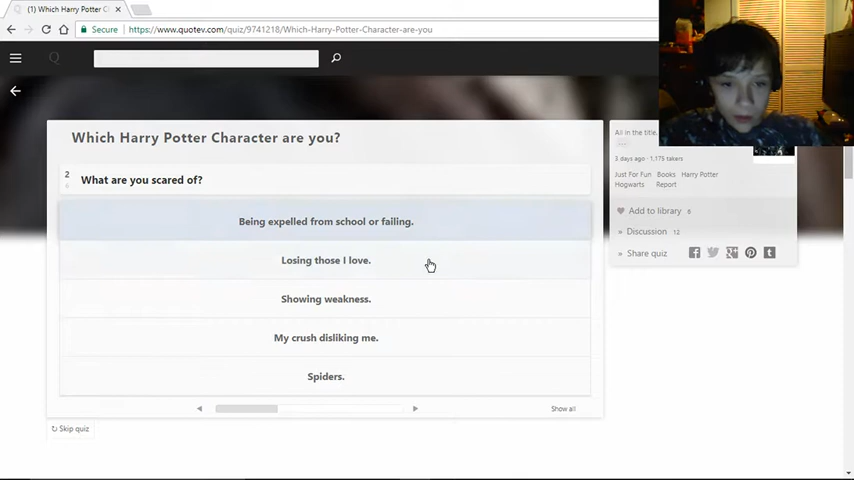 (1) Which Harry Potter C
Secure
https://www.quotev.com/quiz/9741218/Which-Harry-Potter-Character-are-you
Q
Which Harry Potter Character are you?
2
What are you scared of?
Being expelled from school or failing.
Losing those I love.
Showing weakness.
My crush disliking me.
Spiders.
Show all
Skip quiz
All in the title.
3 days ago · 1,175 takers
Just For Fun Books Harry Potter
Hogwarts Report
Add to library 6
» Discussion 12
» Share quiz